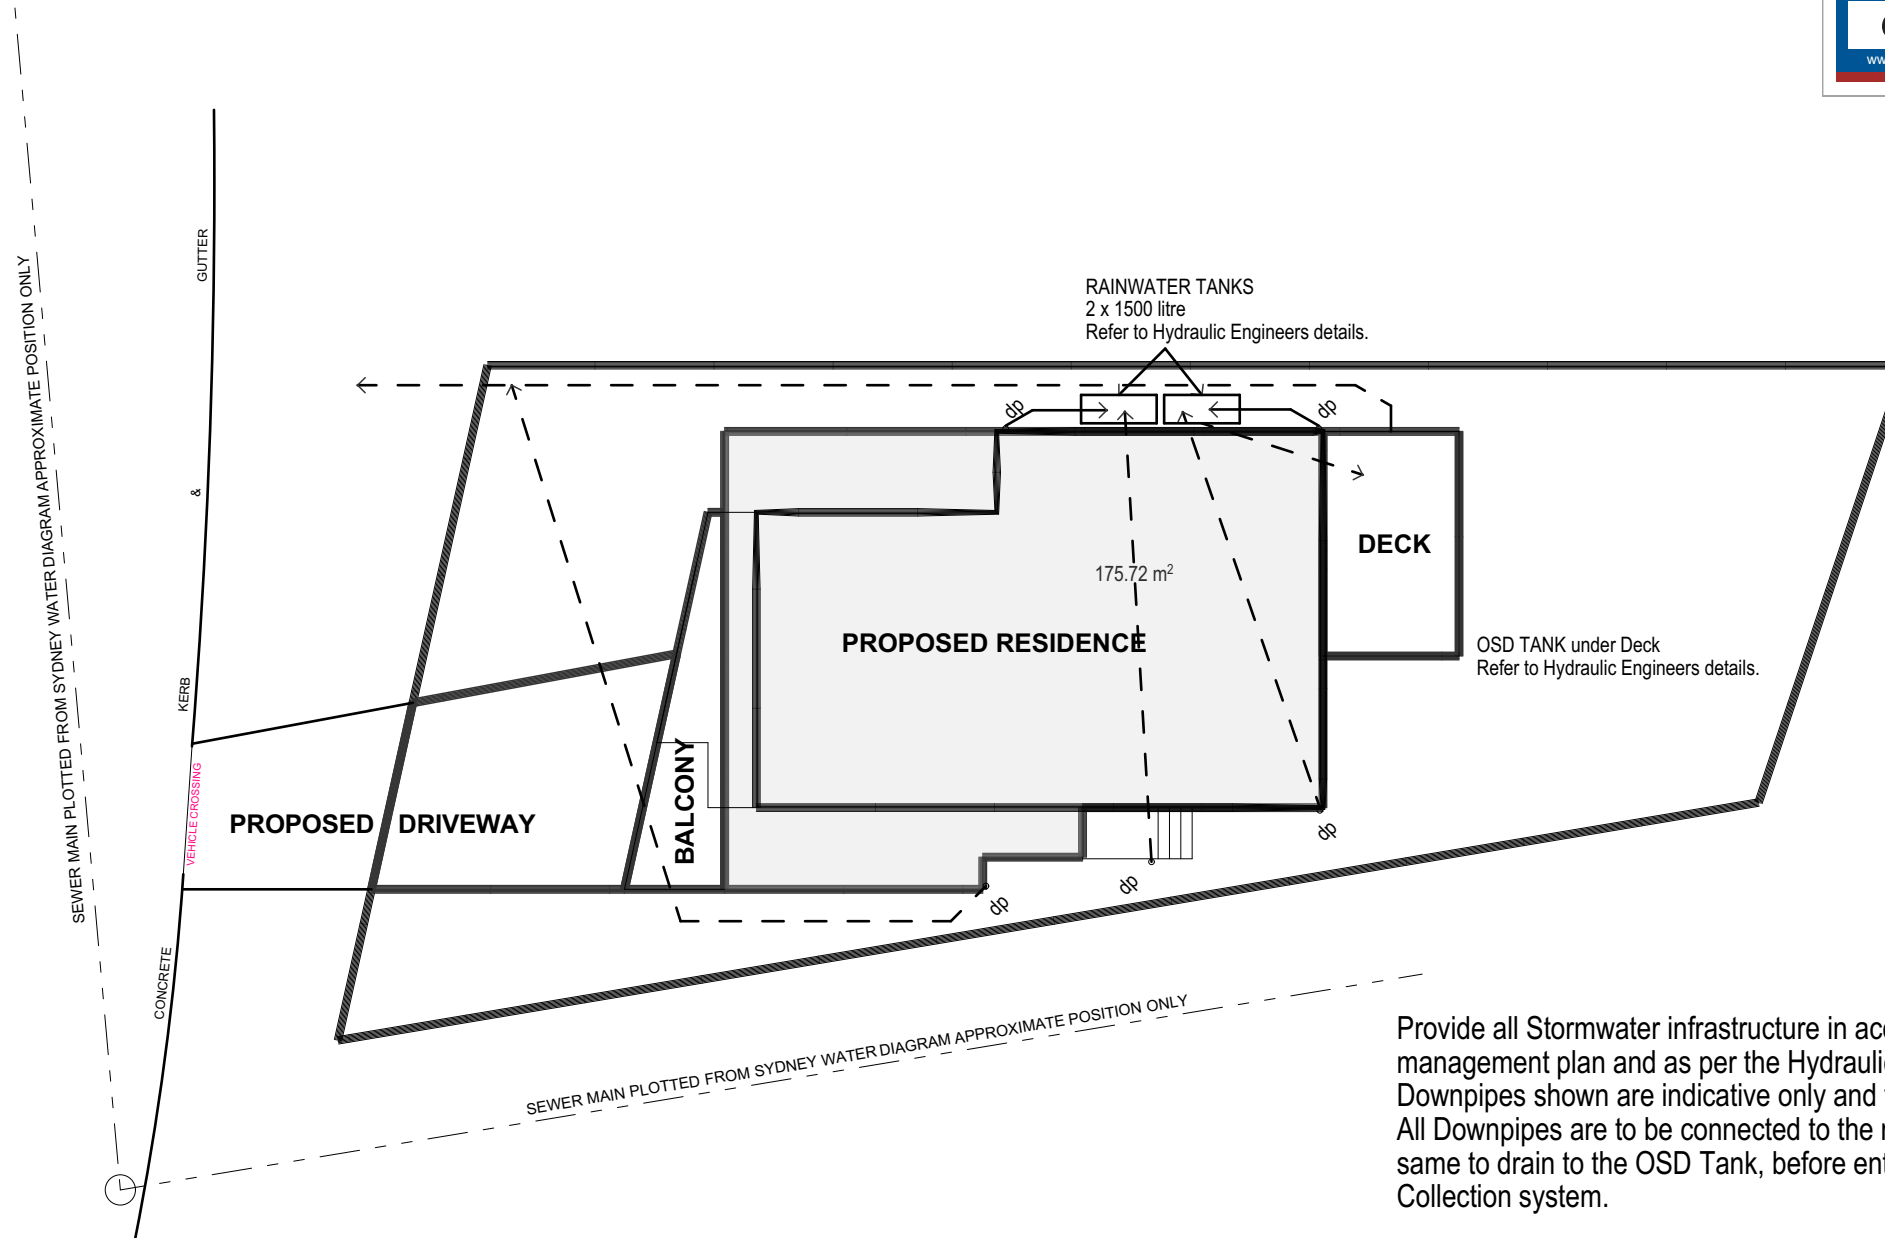 RAINWATER TANKS
2 x 1500 litre
Refer to Hydraulic Engineers details.
GUTTER
&
KERB
CONCRETE
VEHICLE CROSSING
SEWER MAIN PLOTTED FROM SYDNEY WATER DIAGRAM APPROXIMATE POSITION ONLY
dp
dp
DECK
175.72 m²
PROPOSED RESIDENCE
OSD TANK under Deck
Refer to Hydraulic Engineers details.
BALCONY
PROPOSED DRIVEWAY
dp
dp
dp
SEWER MAIN PLOTTED FROM SYDNEY WATER DIAGRAM APPROXIMATE POSITION ONLY
Provide all Stormwater infrastructure in
management plan and as per the
Downpipes shown are indicative only and
All Downpipes are to be connected to the
same to drain to the OSD Tank, before
Collection system.